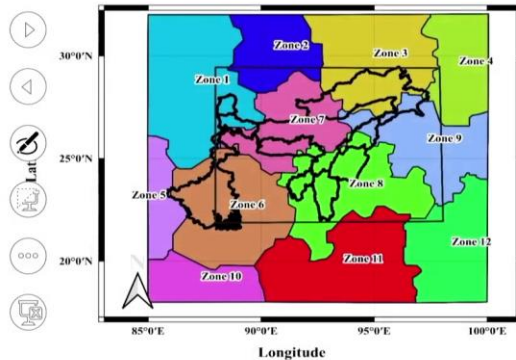 30°0'N
25°0'N
20°0'N
Lat
Zone 1
Zone 2
Zone 3
Zone 4
Zone 5
Zone 6
Zone 7
Zone 8
Zone 9
Zone 10
Zone 11
Zone 12
N
85°0'E
90°0'E
95°0'E
100°0'E
Longitude